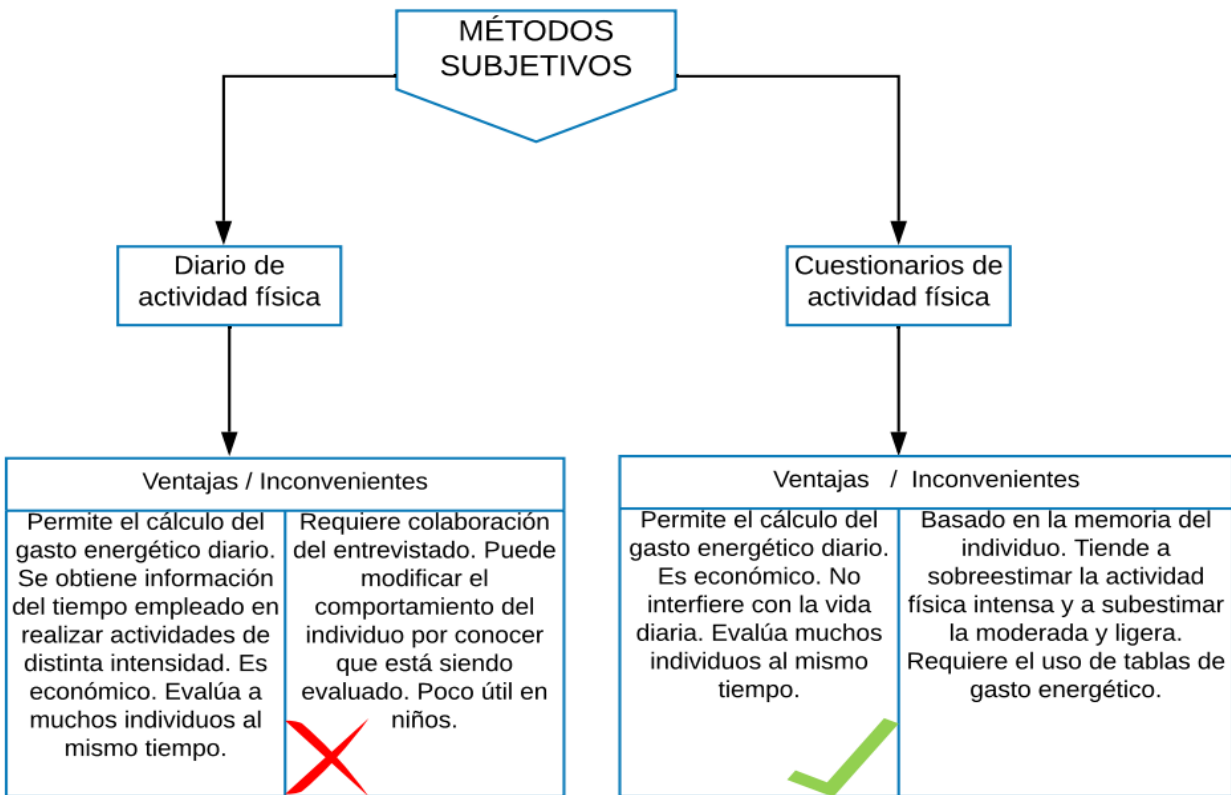 MÉTODOS
SUBJETIVOS
Diario de
actividad física
Cuestionarios de
actividad física
Ventajas / Inconvenientes
Permite el cálculo del
gasto energético diario.
Se obtiene información
del tiempo empleado en
realizar actividades de
distinta intensidad. Es
económico. Evalúa a
muchos individuos al
mismo tiempo.
Requiere colaboración
del entrevistado. Puede
modificar el
comportamiento del
individuo por conocer
que está siendo
evaluado. Poco útil en
niños.
Ventajas / Inconvenientes
Permite el cálculo del
gasto energético diario.
Es económico. No
interfiere con la vida
diaria. Evalúa muchos
individuos al mismo
tiempo.
Basado en la memoria del
individuo. Tiende a
sobreestimar la actividad
física intensa y a subestimar
la moderada y ligera.
Requiere el uso de tablas de
gasto energético.